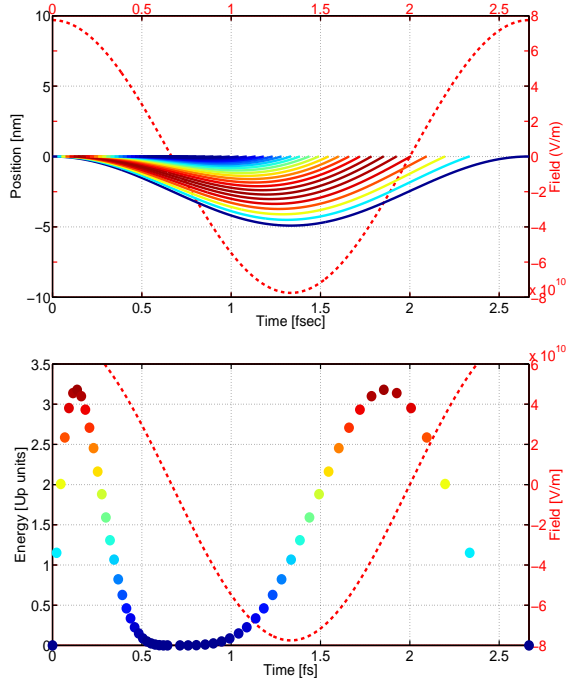 0 0.5 1 1.5 2 2.5
10 8
6
5 4
2
0 0
−2
−5 −4
−6
−10 −8
0 0.5 1 1.5 2 2.5
Position [nm]
Field (V/m)
x 10^10
Time [fsec]
x 10^10
3.5 6
3 4
2.5 2
2 0
1.5 −2
1 −4
0.5 −6
0 −8
0 0.5 1 1.5 2 2.5
Energy [Up units]
Field [V/m]
Time [fs]